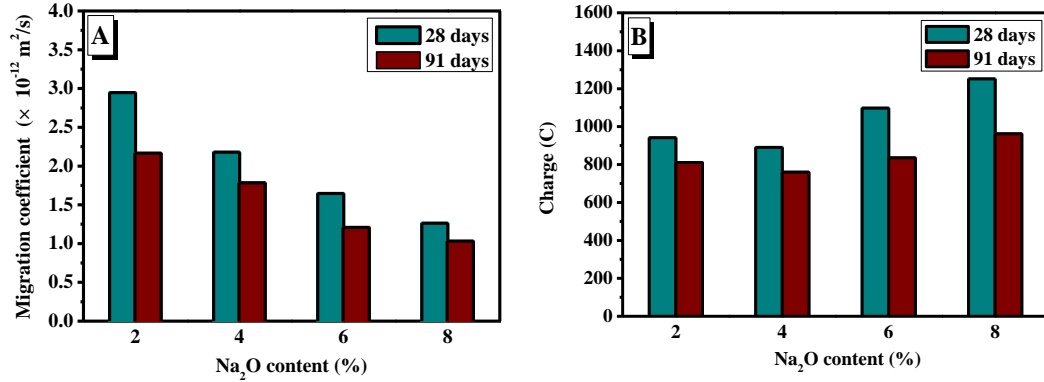 A
28 days
91 days
Migration coefficient (× 10⁻¹² m²/s)
4.0
3.5
3.0
2.5
2.0
1.5
1.0
0.5
0.0
2 4 6 8
Na₂O content (%)
B
28 days
91 days
Charge (C)
1600
1400
1200
1000
800
600
400
200
0
2 4 6 8
Na₂O content (%)